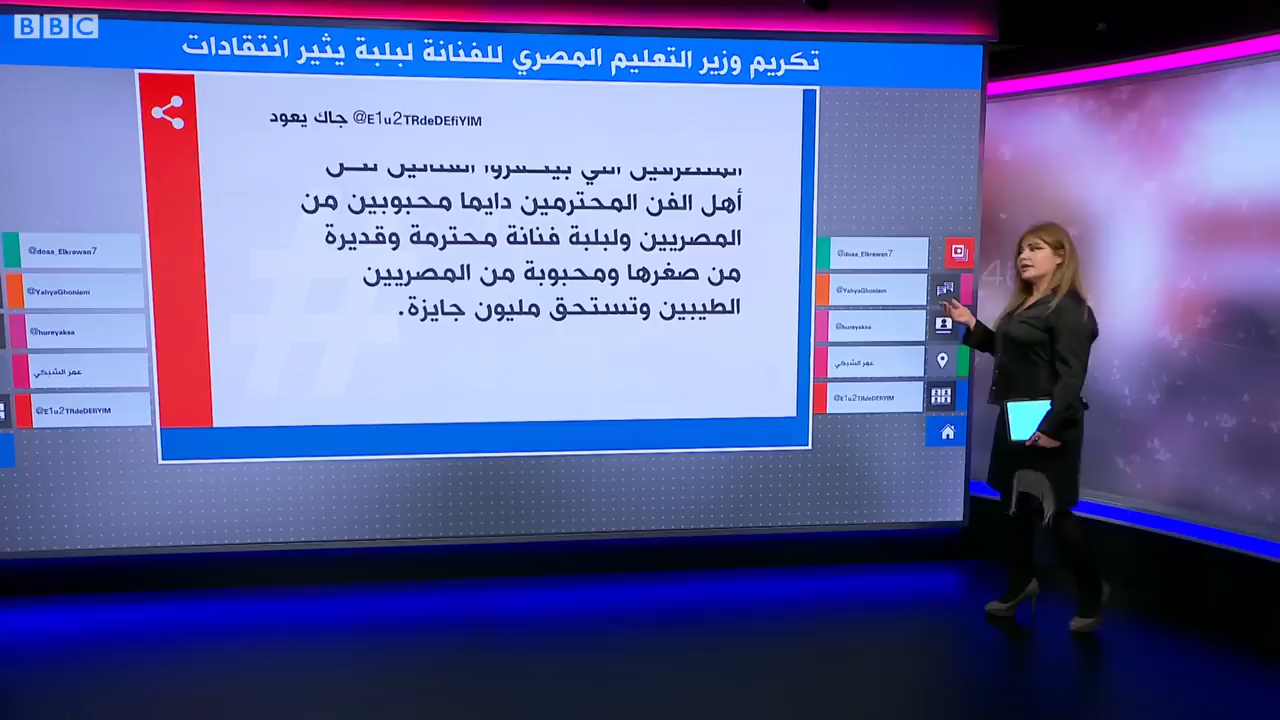 BBC
تكريم وزير التعليم المصري للفنانة لبلبة يثير انتقادات
جاك يعود @E1u2TRdeDEfiYIM
أهل الفن المحترمين دايما محبوبين من
المصريين ولبلبة فنانة محترمة وقديرة
من صغرها ومحبوبة من المصريين
الطيبين وتستحق مليون جايزة.
@doaa_Elkrawan7
@YahyaGhoniem
@hureyaksa
عمر الشبكي
@E1u2TRdeDEfiYIM
@doaa_Elkrawan7
@YahyaGhoniem
@hureyaksa
عمر الشبكي
@E1u2TRdeDEfiYIM